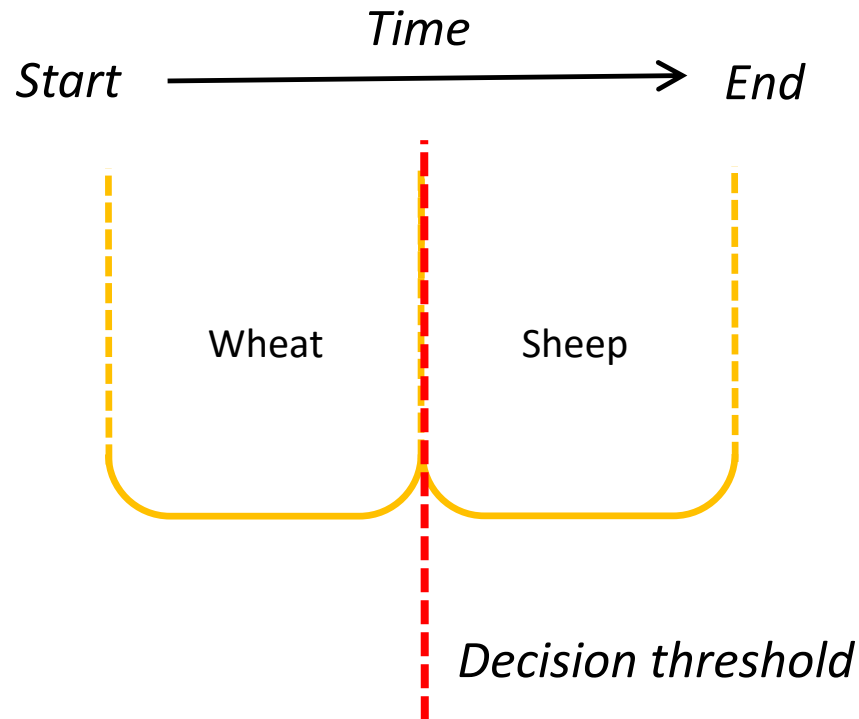 Time
Start
End
Wheat
Sheep
Decision threshold